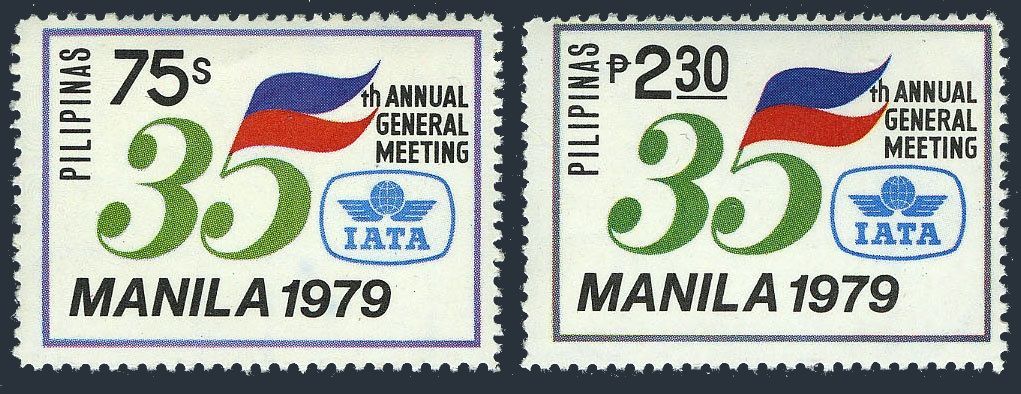 PILIPINAS
75s
35th ANNUAL
GENERAL
MEETING
IATA
MANILA 1979
PILIPINAS
₱2.30
35th ANNUAL
GENERAL
MEETING
IATA
MANILA 1979